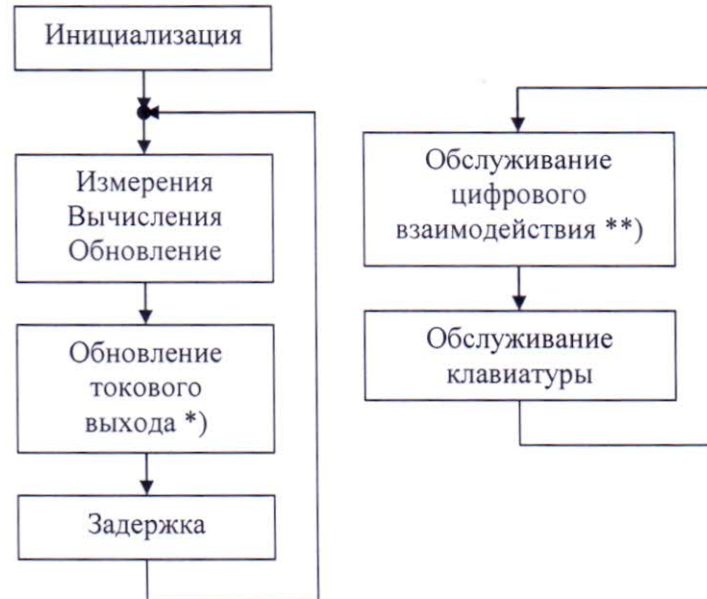 Инициализация
Измерения
Вычисления
Обновление
Обновление
токового
выхода *)
Задержка
Обслуживание
цифрового
взаимодействия **)
Обслуживание
клавиатуры